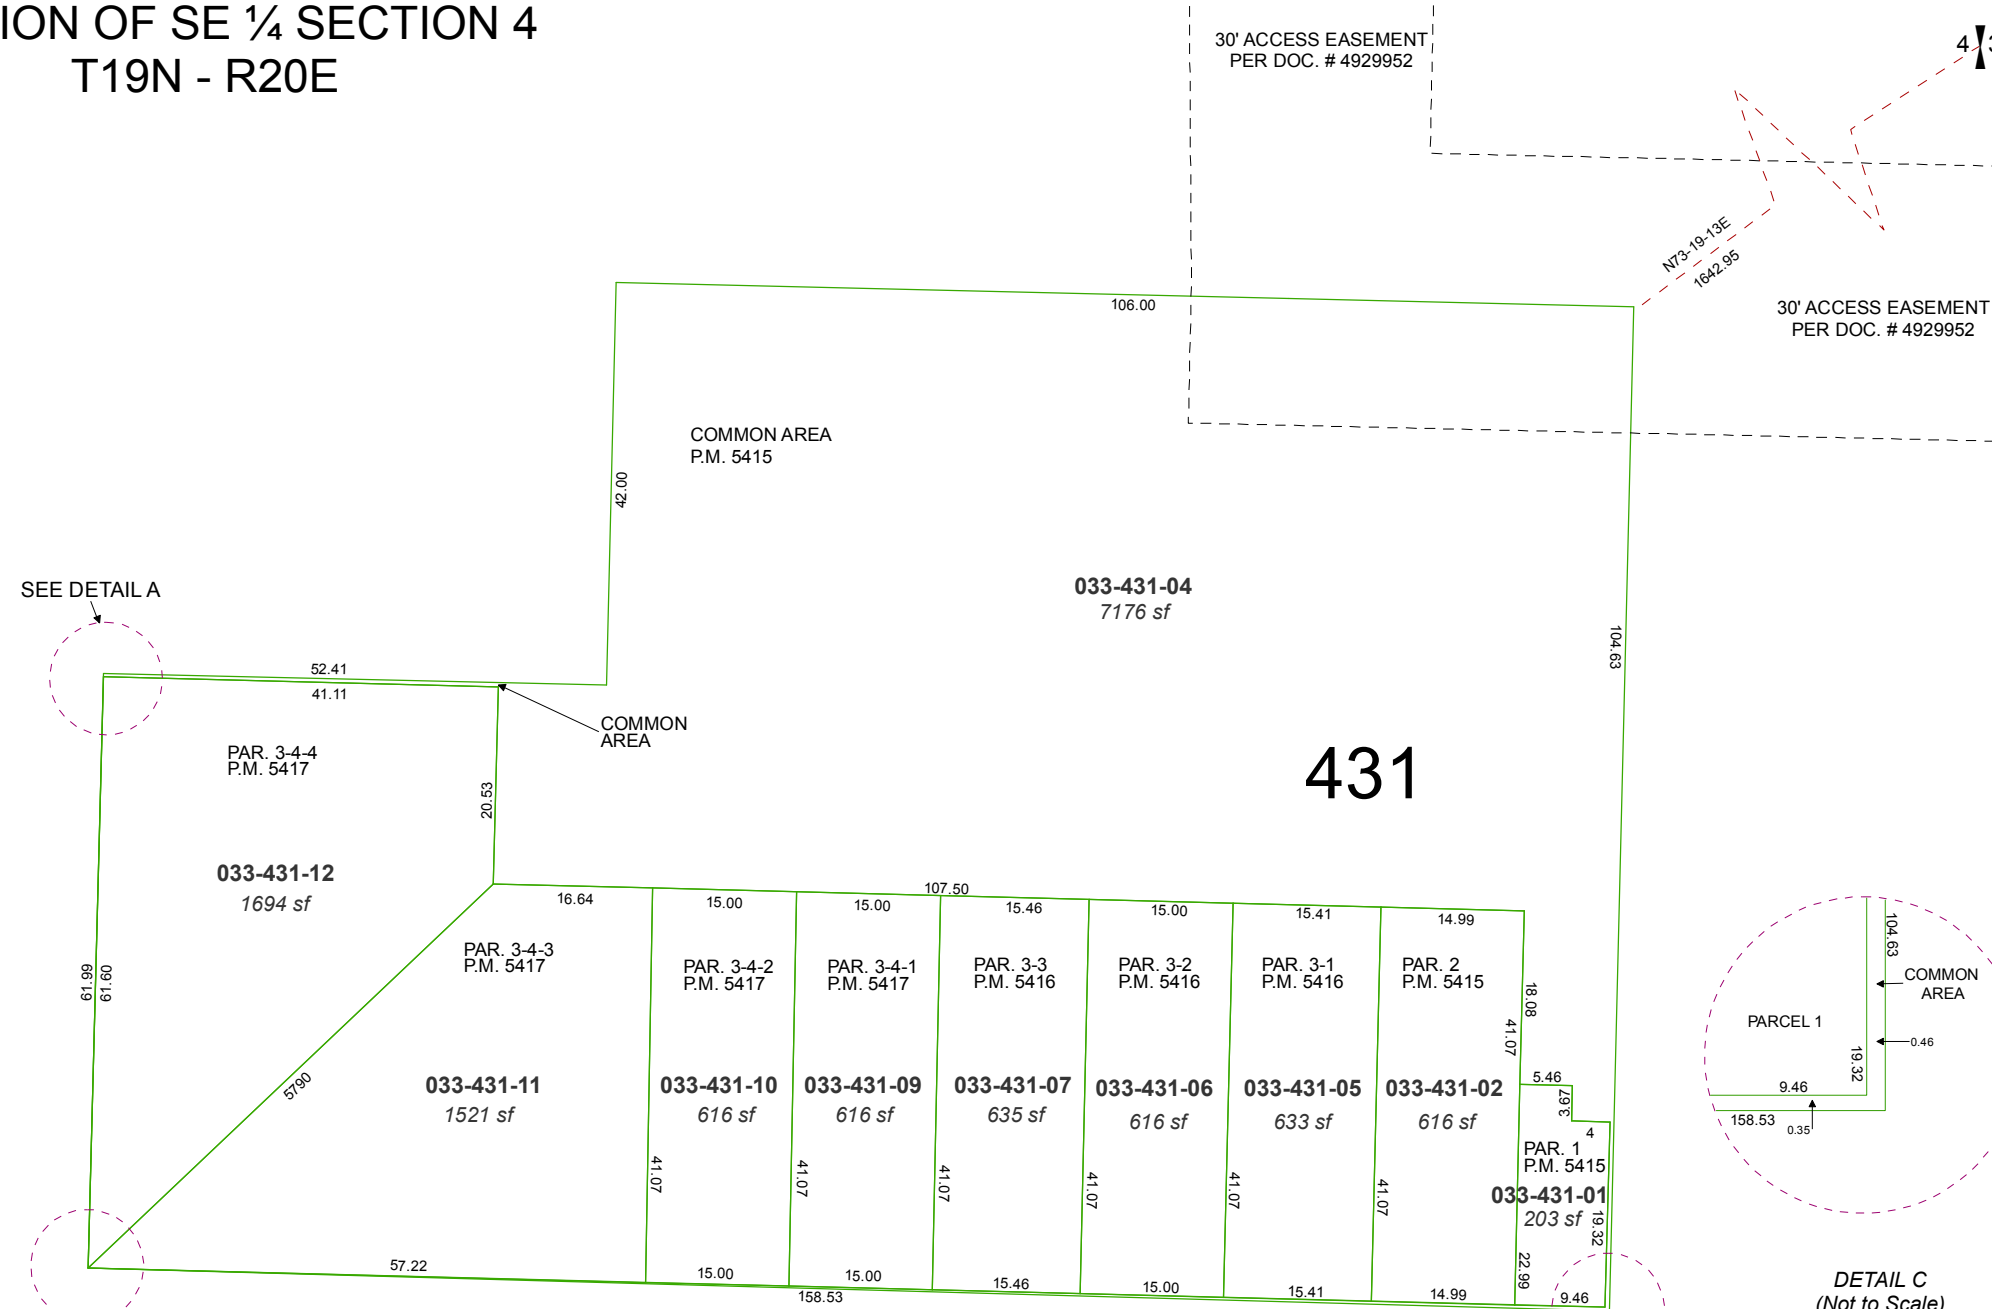 ION OF SE ¼ SECTION 4
T19N - R20E
30' ACCESS EASEMENT
PER DOC. # 4929952
4
N73-19-13E
1642.95
30' ACCESS EASEMENT
PER DOC. # 4929952
106.00
COMMON AREA
P.M. 5415
42.00
033-431-04
7176 sf
104.63
SEE DETAIL A
52.41
41.11
COMMON
AREA
431
PAR. 3-4-4
P.M. 5417
20.53
033-431-12
1694 sf
61.99
61.60
5790
107.50
16.64
15.00
15.00
15.46
15.00
15.41
14.99
PAR. 3-4-3
P.M. 5417
PAR. 3-4-2
P.M. 5417
PAR. 3-4-1
P.M. 5417
PAR. 3-3
P.M. 5416
PAR. 3-2
P.M. 5416
PAR. 3-1
P.M. 5416
PAR. 2
P.M. 5415
18.08
41.07
033-431-11
1521 sf
033-431-10
616 sf
033-431-09
616 sf
033-431-07
635 sf
033-431-06
616 sf
033-431-05
633 sf
033-431-02
616 sf
5.46
3.67
4
PAR. 1
P.M. 5415
033-431-01
203 sf
41.07
41.07
41.07
41.07
41.07
41.07
19.32
22.99
57.22
15.00
15.00
15.46
15.00
15.41
14.99
9.46
158.53
104.63
COMMON
AREA
PARCEL 1
0.46
19.32
9.46
158.53
0.35
DETAIL C
(Not to Scale)